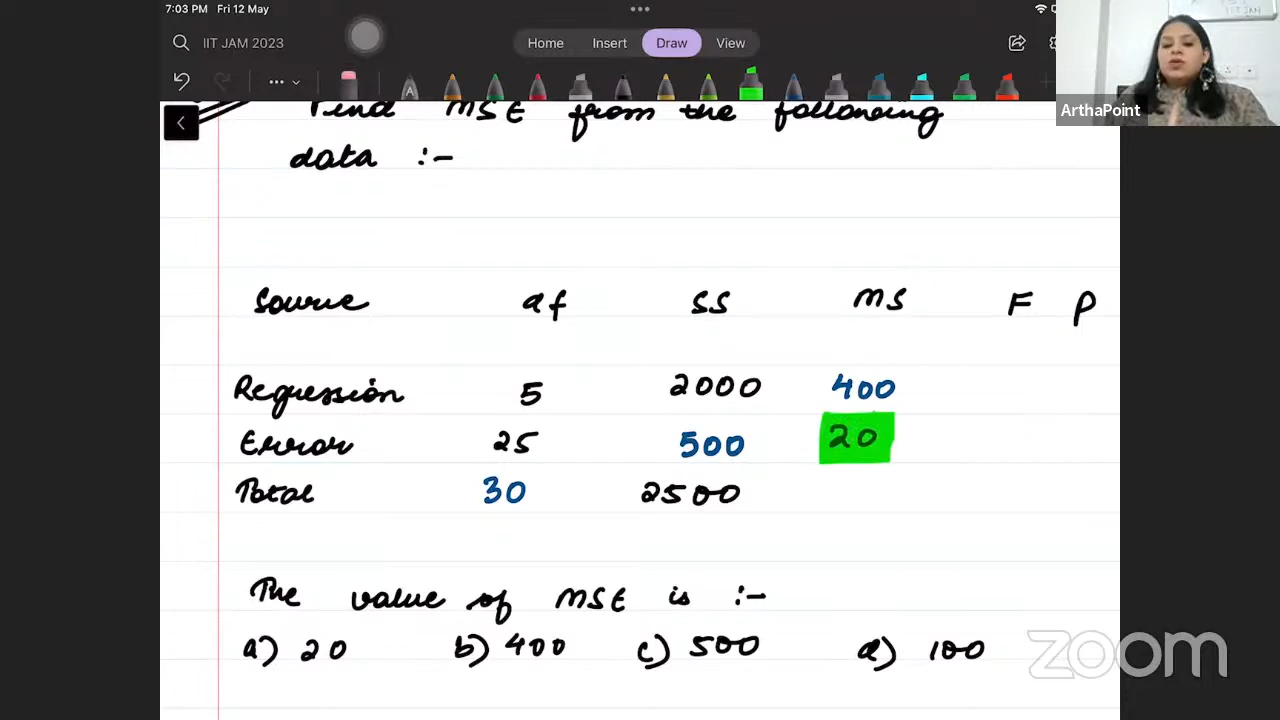 7:03 PM Fri 12 May
IIT JAM 2023
Home Insert Draw View
ArthaPoint
Find MSE from the following
data :-
Source df SS MS F P
Regression 5 2000 400
Error 25 500 20
Total 30 2500
The value of MSE is :-
a) 20 b) 400 c) 500 d) 100
zoom